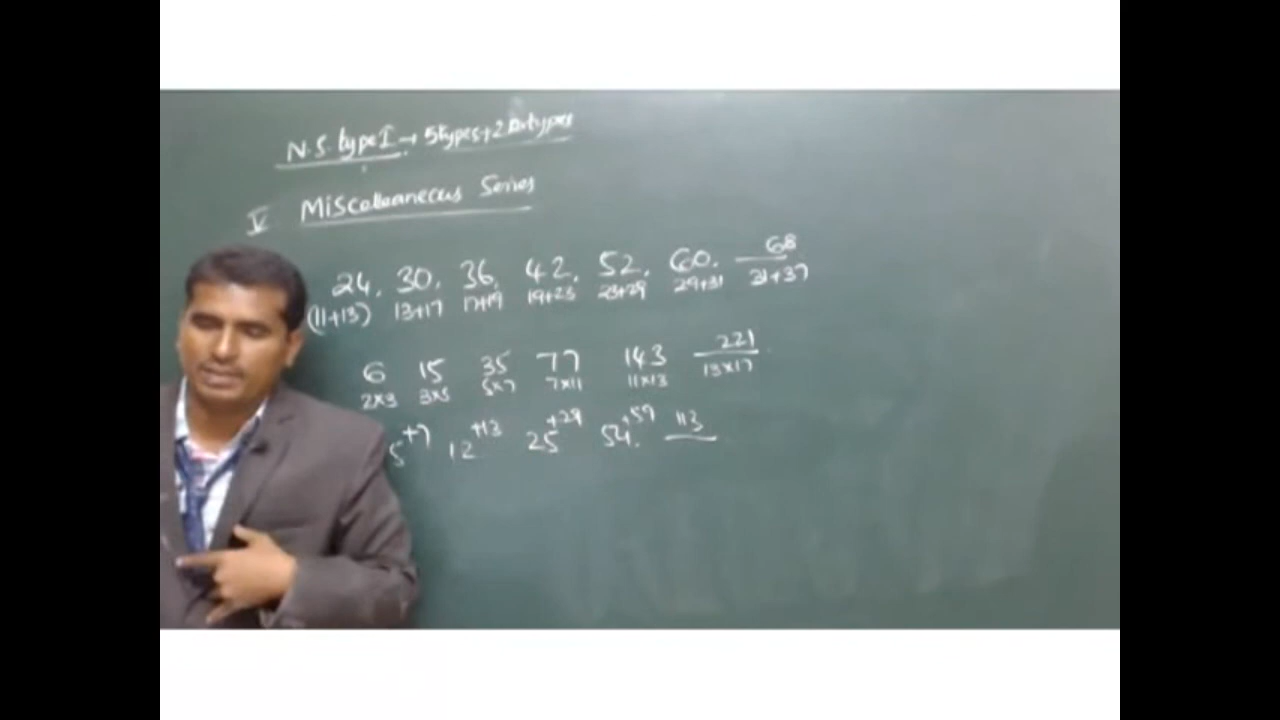 N.S. type I → 5 types + 2
V Miscellaneous Series
24, 30, 36, 42, 52, 60, 68
(11+13) 13+17 17+19 19+23 23+29 29+31 31+37
6 15 35 77 143 221
2×3 3×5 5×7 7×11 11×13 13×17
5 +7 12 +13 25 +29 54. +59 113